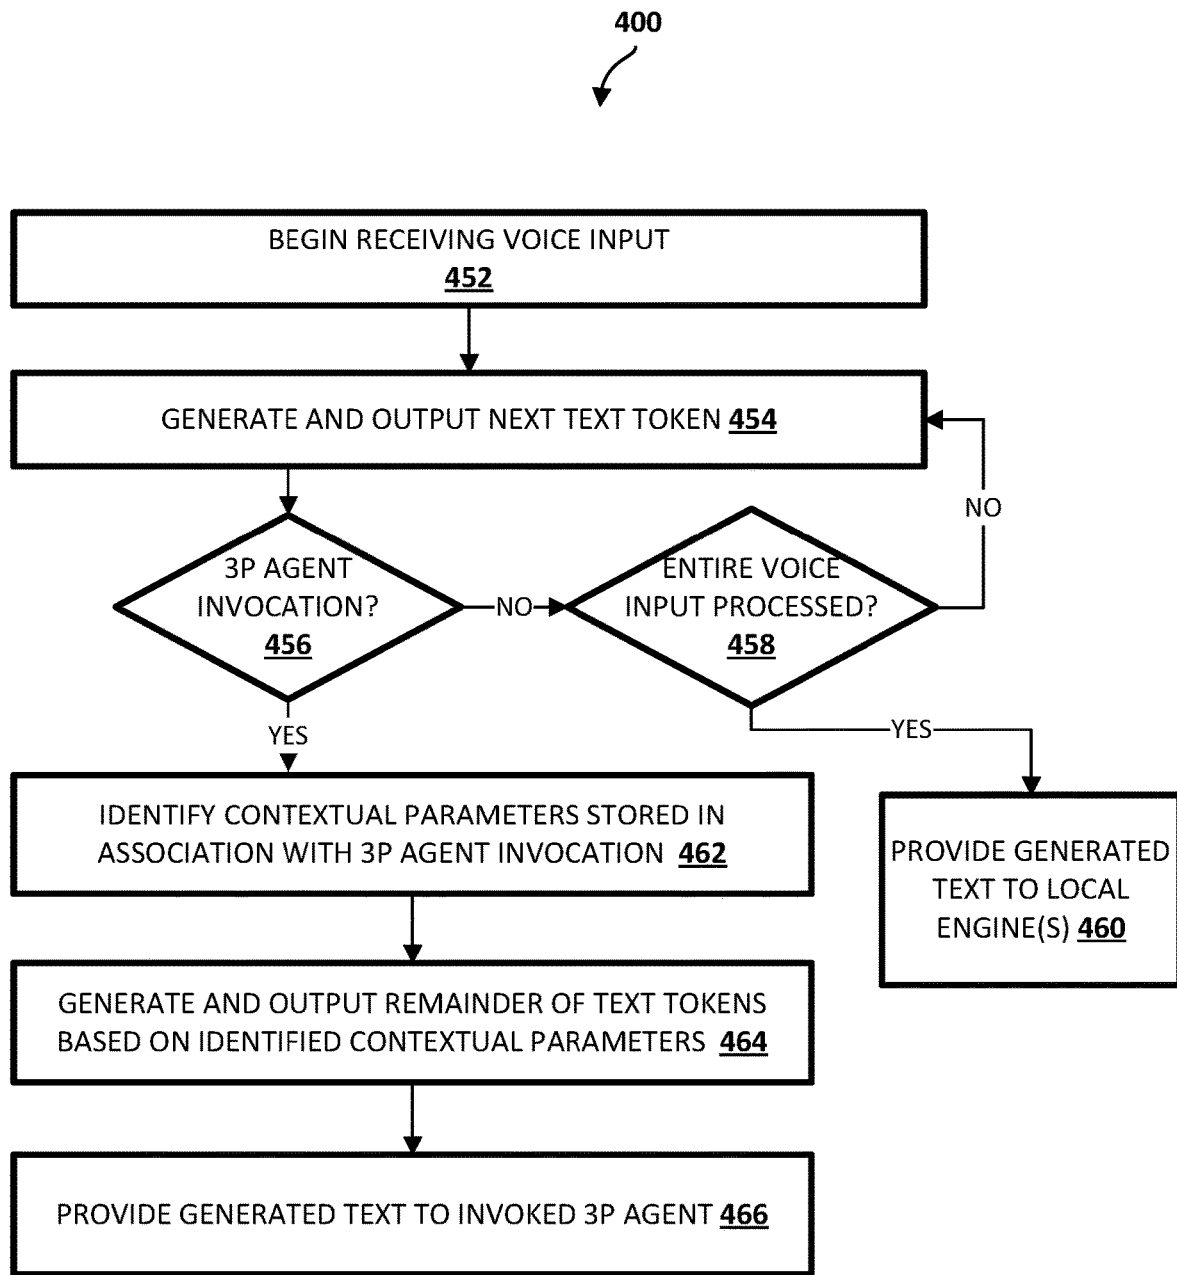 400
BEGIN RECEIVING VOICE INPUT
452
GENERATE AND OUTPUT NEXT TEXT TOKEN 454
NO
3P AGENT
INVOCATION?
456
NO
ENTIRE VOICE
INPUT PROCESSED?
458
YES
YES
IDENTIFY CONTEXTUAL PARAMETERS STORED IN
ASSOCIATION WITH 3P AGENT INVOCATION 462
PROVIDE GENERATED
TEXT TO LOCAL
ENGINE(S) 460
GENERATE AND OUTPUT REMAINDER OF TEXT TOKENS
BASED ON IDENTIFIED CONTEXTUAL PARAMETERS 464
PROVIDE GENERATED TEXT TO INVOKED 3P AGENT 466